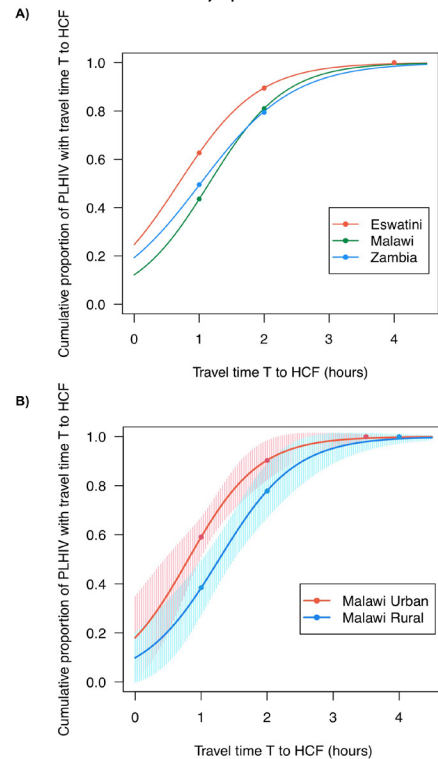 A)
Cumulative proportion of PLHIV with travel time T to HCF
1.0
0.8
0.6
0.4
0.2
0.0
Eswatini
Malawi
Zambia
0 1 2 3 4
Travel time T to HCF (hours)
B)
Cumulative proportion of PLHIV with travel time T to HCF
1.0
0.8
0.6
0.4
0.2
0.0
Malawi Urban
Malawi Rural
0 1 2 3 4
Travel time T to HCF (hours)